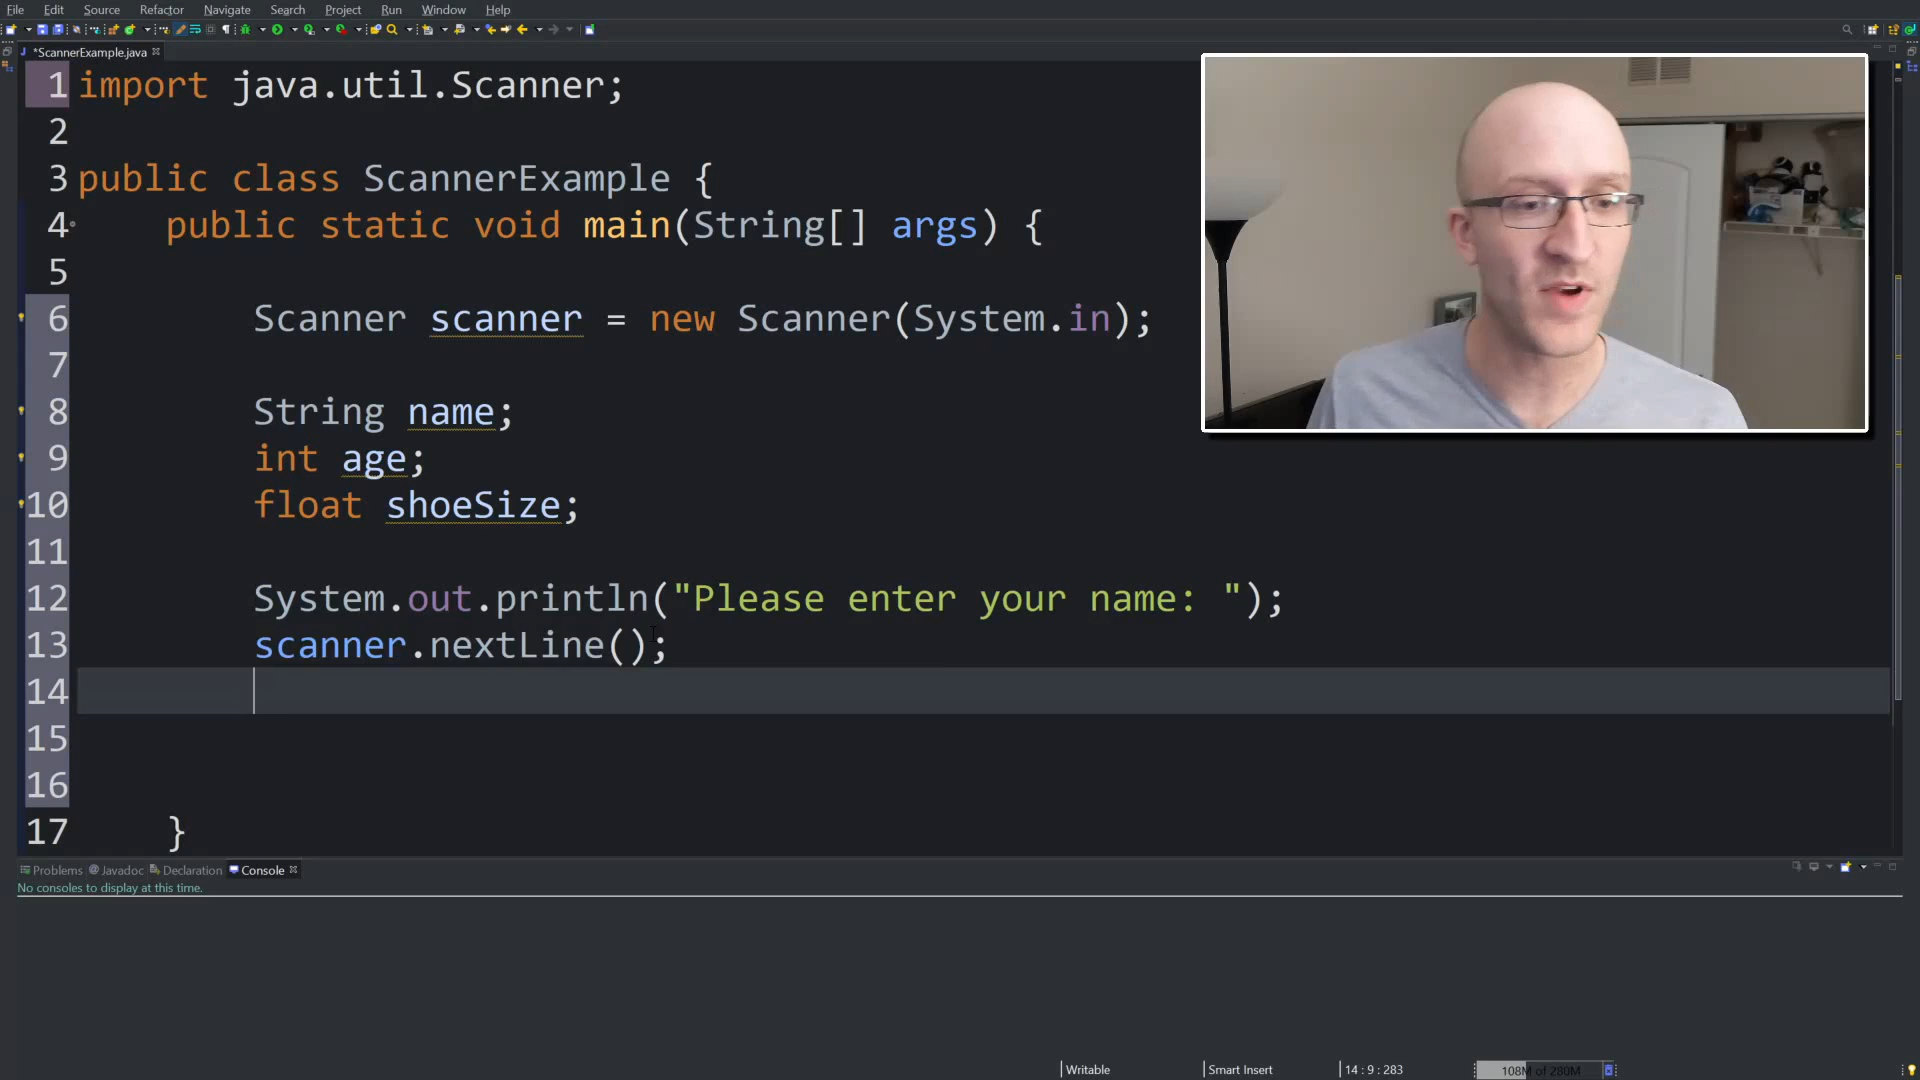 File Edit Source Refactor Navigate Search Project Run Window Help
*ScannerExample.java
1 import java.util.Scanner;
2
3 public class ScannerExample {
4 public static void main(String[] args) {
5
6 Scanner scanner = new Scanner(System.in);
7
8 String name;
9 int age;
10 float shoeSize;
11
12 System.out.println("Please enter your name: ");
13 scanner.nextLine();
14
15
16
17 }
Problems Javadoc Declaration Console
No consoles to display at this time.
Writable Smart Insert 14 : 9 : 283 108M of 280M